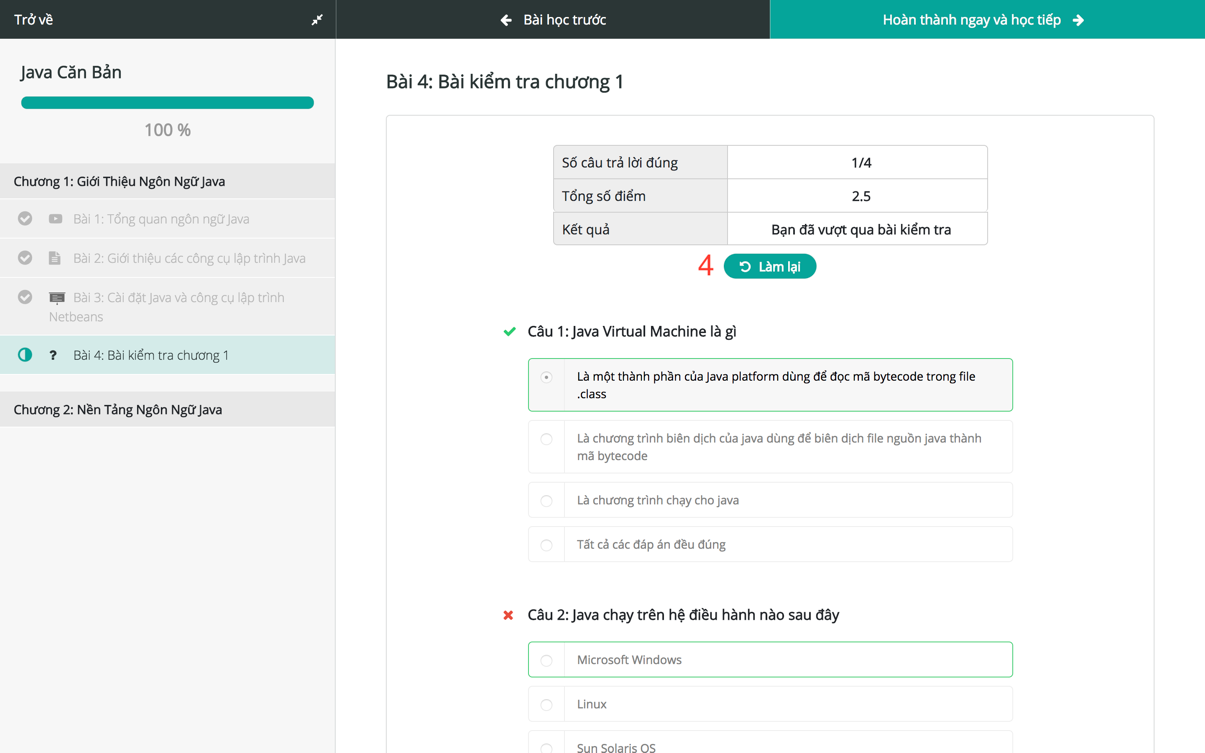 Trở về
Bài học trước
Hoàn thành ngay và học tiếp
Java Căn Bản
100 %
Chương 1: Giới Thiệu Ngôn Ngữ Java
Bài 1: Tổng quan ngôn ngữ Java
Bài 2: Giới thiệu các công cụ lập trình Java
Bài 3: Cài đặt Java và công cụ lập trình
Netbeans
? Bài 4: Bài kiểm tra chương 1
Chương 2: Nền Tảng Ngôn Ngữ Java
Bài 4: Bài kiểm tra chương 1
Số câu trả lời đúng 1/4
Tổng số điểm 2.5
Kết quả Bạn đã vượt qua bài kiểm tra
4 Làm lại
Câu 1: Java Virtual Machine là gì
Là một thành phần của Java platform dùng để đọc mã bytecode trong file
.class
Là chương trình biên dịch của java dùng để biên dịch file nguồn java thành
mã bytecode
Là chương trình chạy cho java
Tất cả các đáp án đều đúng
Câu 2: Java chạy trên hệ điều hành nào sau đây
Microsoft Windows
Linux
Sun Solaris OS